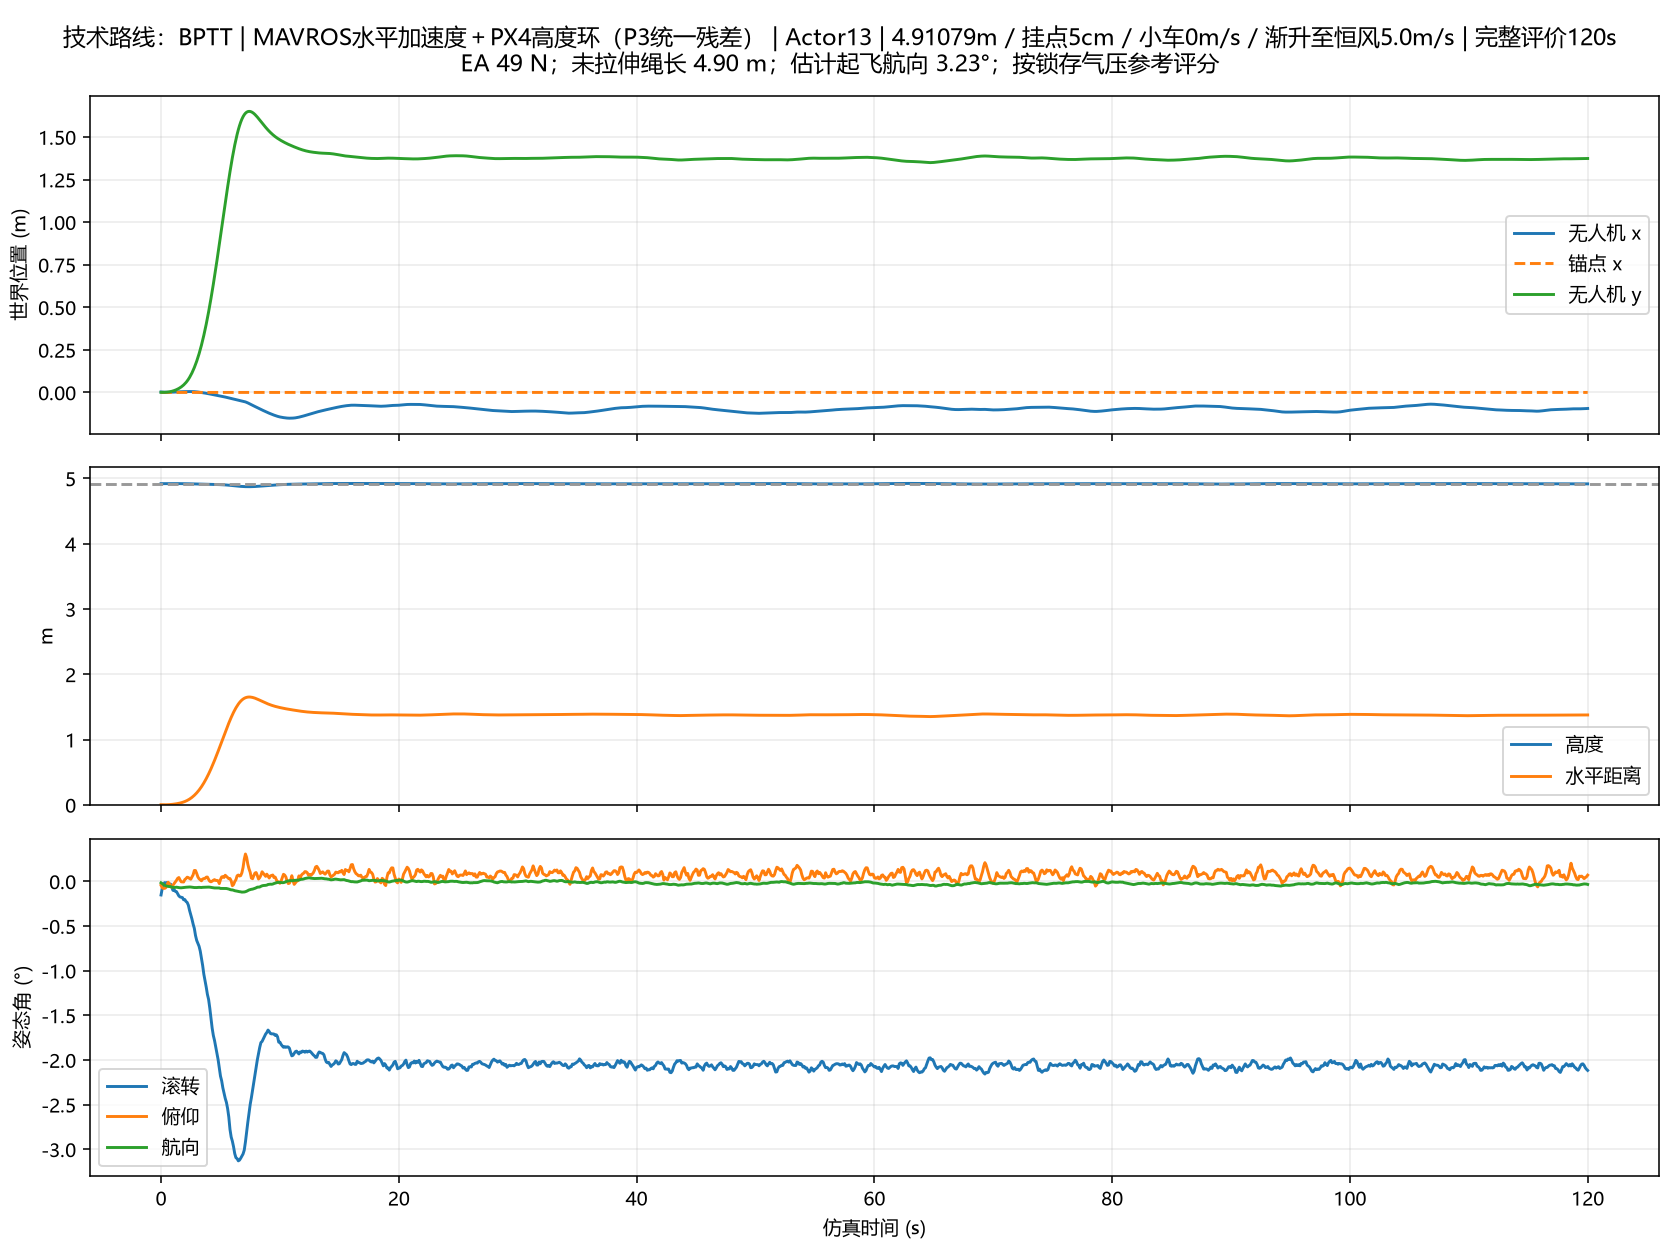 技术路线：BPTT | MAVROS水平加速度＋PX4高度环（P3统一残差） | Actor13 | 4.91079m / 挂点5cm / 小车0m/s / 渐升至恒风5.0m/s | 完整评价120s
EA 49 N；未拉伸绳长 4.90 m；估计起飞航向 3.23°；按锁存气压参考评分
世界位置 (m)
1.50
1.25
1.00
0.75
0.50
0.25
0.00
无人机 x
锚点 x
无人机 y
m
5
4
3
2
1
0
高度
水平距离
姿态角 (°)
0.0
-0.5
-1.0
-1.5
-2.0
-2.5
-3.0
滚转
俯仰
航向
0 20 40 60 80 100 120
仿真时间 (s)